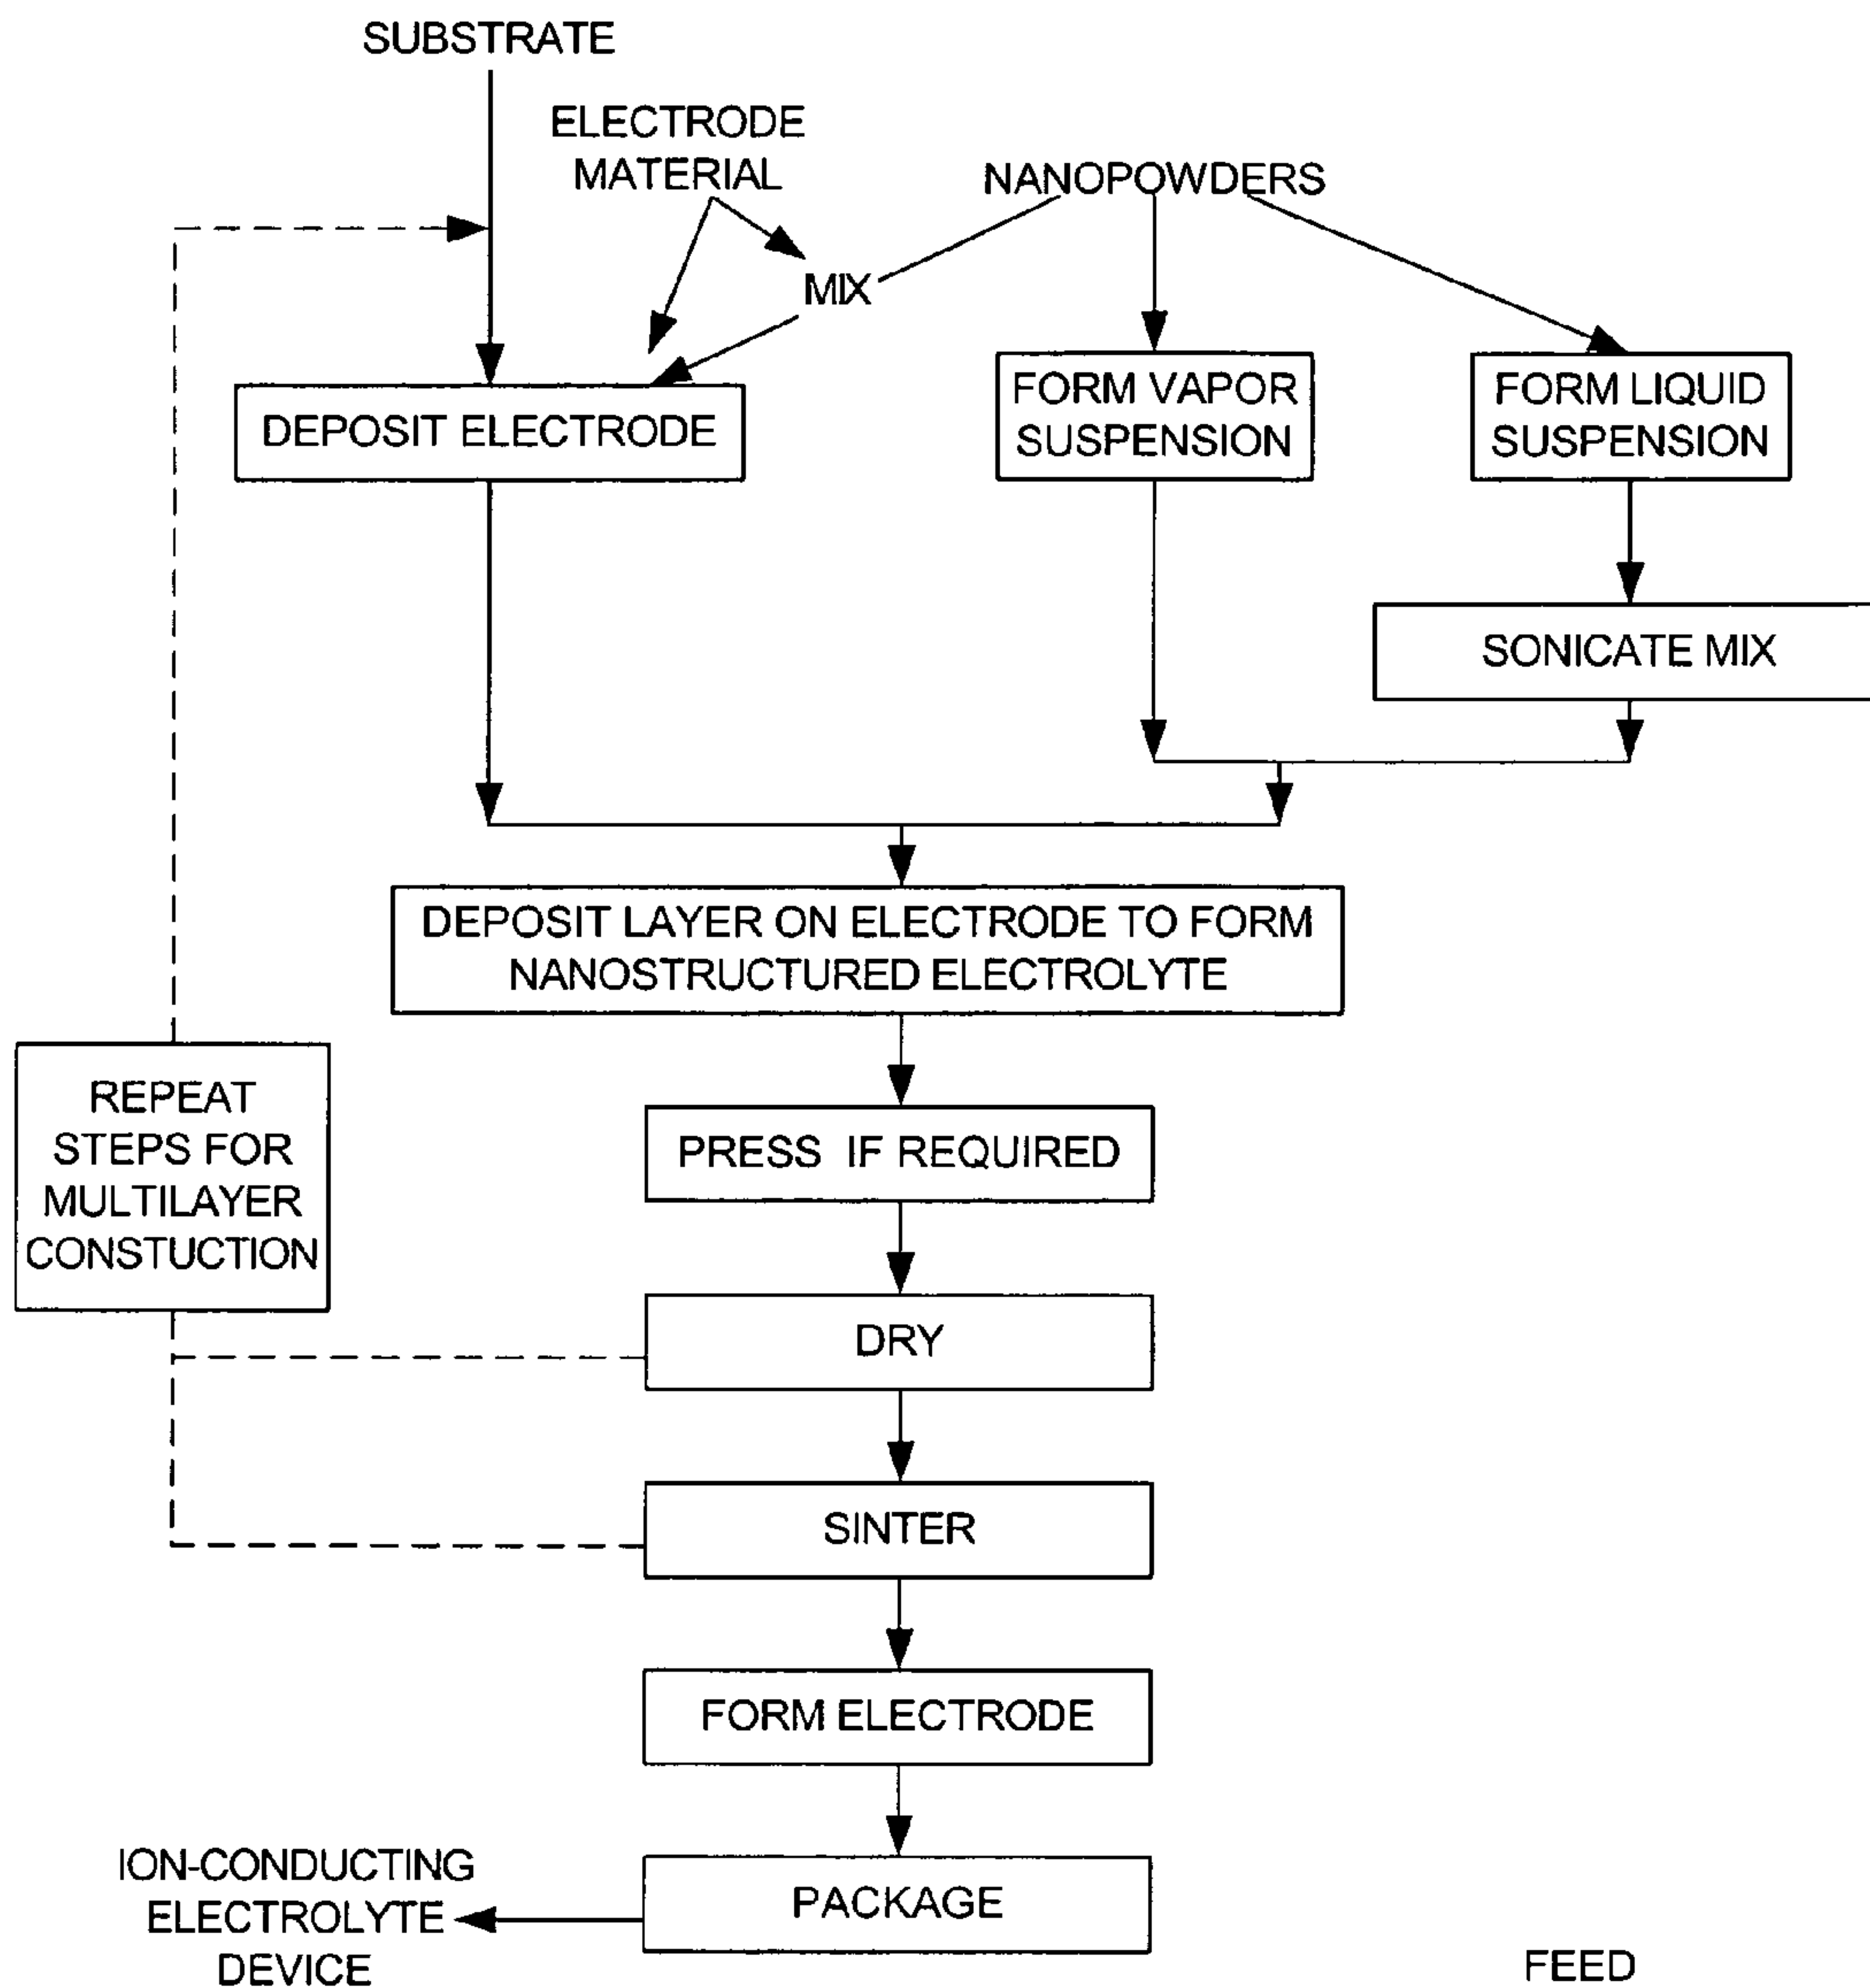 SUBSTRATE
ELECTRODE
MATERIAL
NANOPOWDERS
MIX
DEPOSIT ELECTRODE
FORM VAPOR
SUSPENSION
FORM LIQUID
SUSPENSION
SONICATE MIX
DEPOSIT LAYER ON ELECTRODE TO FORM
NANOSTRUCTURED ELECTROLYTE
REPEAT
STEPS FOR
MULTILAYER
CONSTUCTION
PRESS IF REQUIRED
DRY
SINTER
FORM ELECTRODE
PACKAGE
ION-CONDUCTING
ELECTROLYTE
DEVICE
FEED